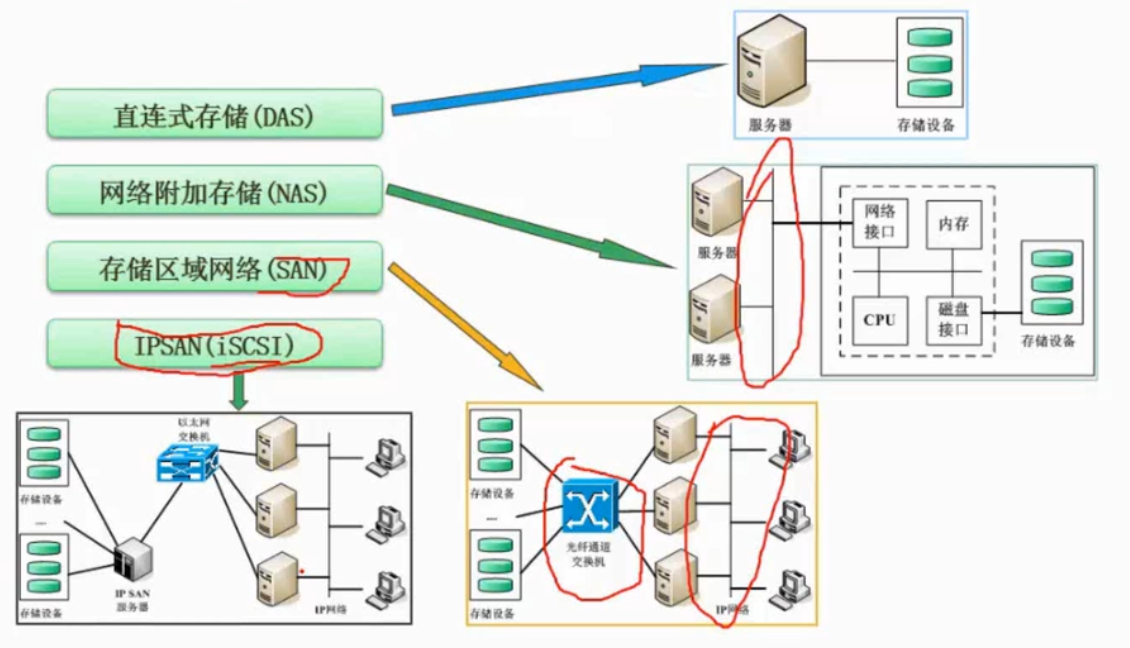 直连式存储(DAS)
网络附加存储(NAS)
存储区域网络(SAN)
IPSAN(iSCSI)
服务器
存储设备
服务器
服务器
网络
接口
内存
CPU
磁盘
接口
存储设备
以太网
交换机
存储设备
存储设备
IP SAN
服务器
IP网络
存储设备
存储设备
光纤通道
交换机
IP网络